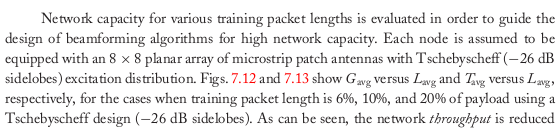 Network capacity for various training packet lengths is evaluated in order to guide the
design of beamforming algorithms for high network capacity. Each node is assumed to be
equipped with an 8 × 8 planar array of microstrip patch antennas with Tschebyscheff (−26 dB
sidelobes) excitation distribution. Figs. 7.12 and 7.13 show Gavg versus Lavg and Tavg versus Lavg,
respectively, for the cases when training packet length is 6%, 10%, and 20% of payload using a
Tschebyscheff design (−26 dB sidelobes). As can be seen, the network throughput is reduced